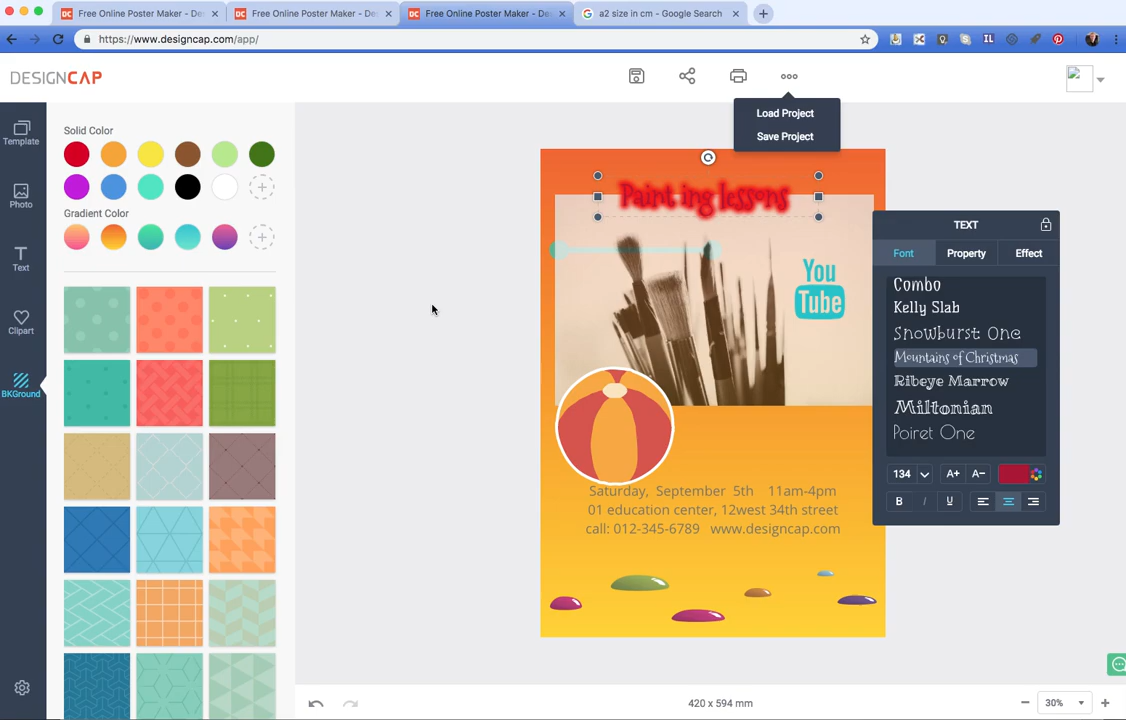 Free Online Poster Maker - De
Free Online Poster Maker - De
Free Online Poster Maker - De
a2 size in cm - Google Search
https://www.designcap.com/app/
IL
DESIGNCAP
Load Project
Save Project
Template
Photo
Text
Clipart
BKGround
Solid Color
Gradient Color
Paint ing lessons
You
Tube
Saturday, September 5th 11am-4pm
01 education center, 12west 34th street
call: 012-345-6789 www.designcap.com
TEXT
Font Property Effect
Combo
Kelly Slab
Snowburst One
Mountains of Christmas
Ribeye Marrow
Miltonian
Poiret One
134 A+ A-
B I U
420 x 594 mm
30%